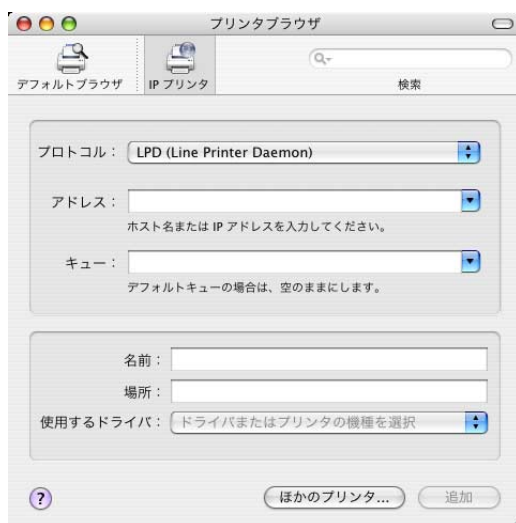 プリンタブラウザ
デフォルトブラウザ IP プリンタ 検索
プロトコル： LPD (Line Printer Daemon)
アドレス：
ホスト名または IP アドレスを入力してください。
キュー：
デフォルトキューの場合は、空のままにします。
名前：
場所：
使用するドライバ： ドライバまたはプリンタの機種を選択
? ほかのプリンタ... 追加